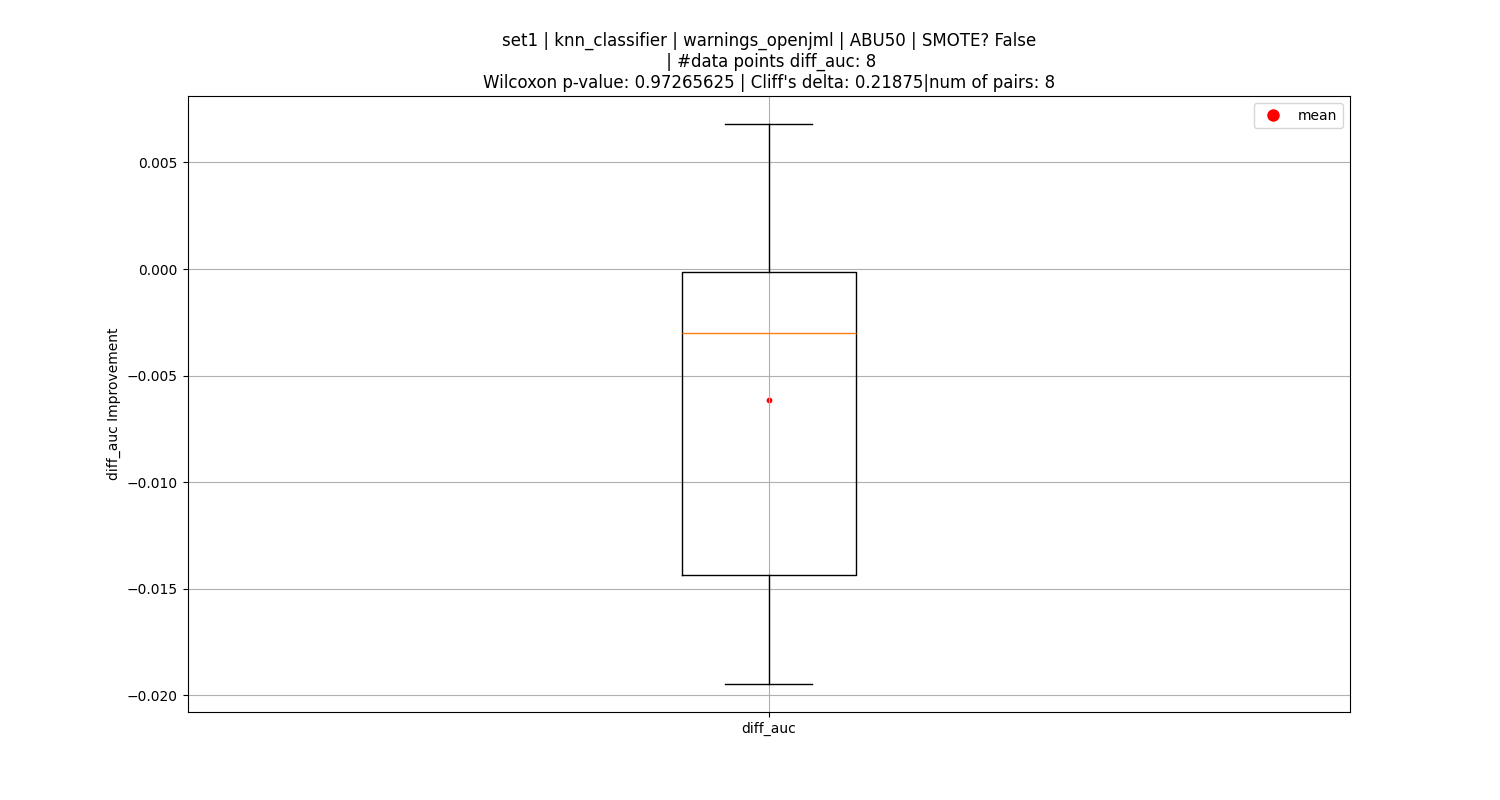 set1 | knn_classifier | warnings_openjml | ABU50 | SMOTE? False
| #data points diff_auc: 8
Wilcoxon p-value: 0.97265625 | Cliff's delta: 0.21875|num of pairs: 8
mean
0.005
0.000
−0.005
−0.010
−0.015
−0.020
diff_auc Improvement
diff_auc